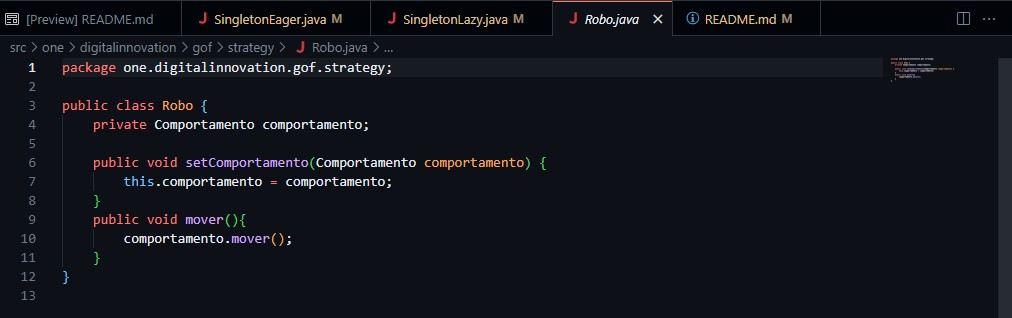 [Preview] README.md
SingletonEager.java M
SingletonLazy.java M
Robo.java
README.md M
src > one > digitalinnovation > gof > strategy > Robo.java > ...
1 package one.digitalinnovation.gof.strategy;
2
3 public class Robo {
4     private Comportamento comportamento;
5
6     public void setComportamento(Comportamento comportamento) {
7         this.comportamento = comportamento;
8     }
9     public void mover(){
10         comportamento.mover();
11     }
12 }
13